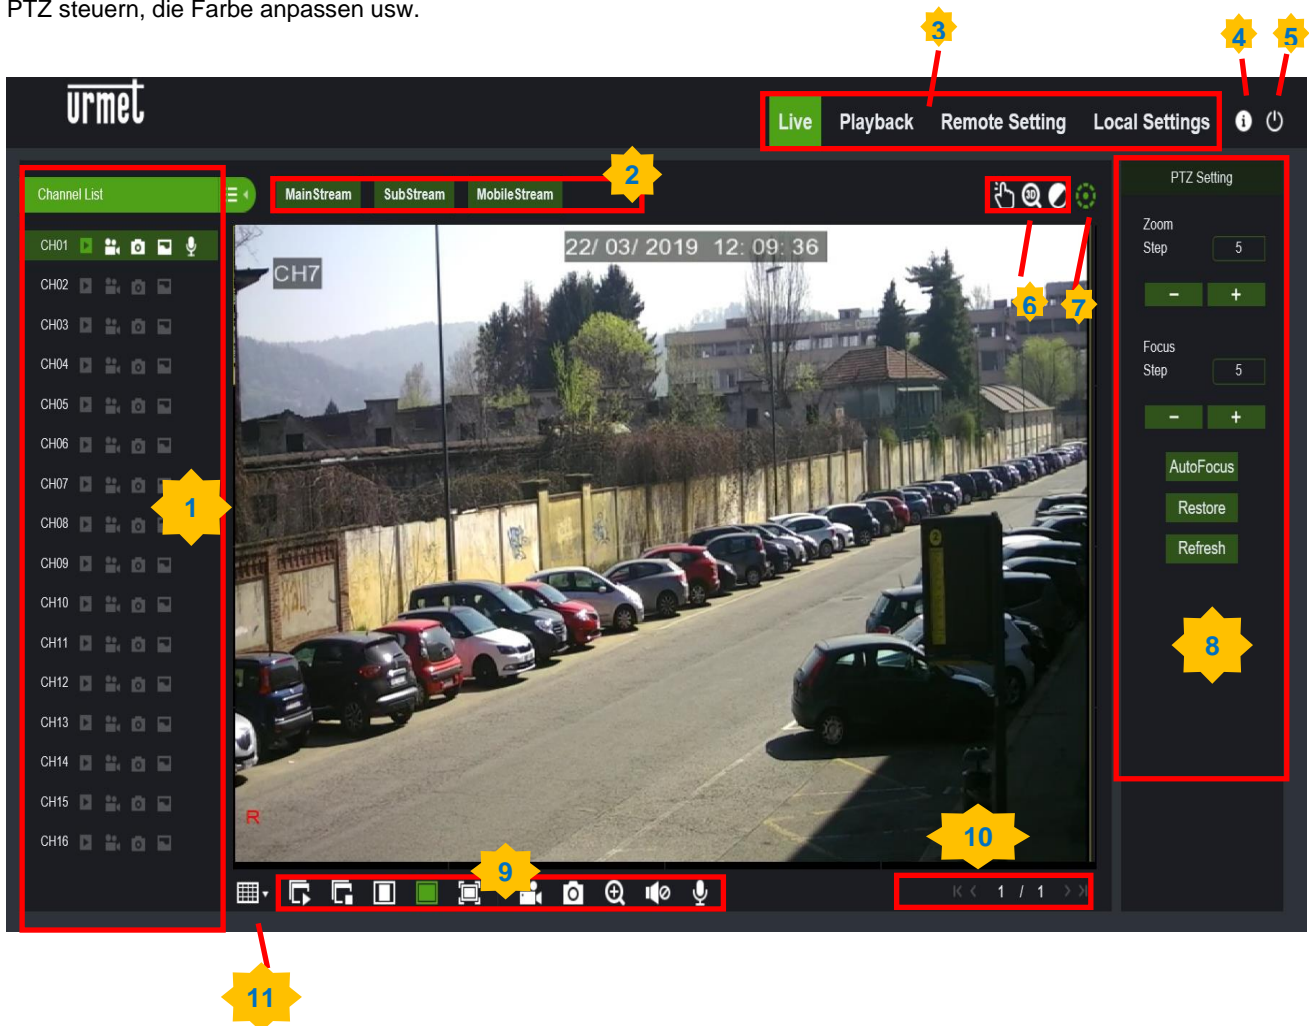 PTZ steuern, die Farbe anpassen usw.
3
4
5
urmet
Live Playback Remote Setting Local Settings
Channel List
MainStream SubStream MobileStream
2
PTZ Setting
CH01
CH02
CH03
CH04
CH05
CH06
CH07
CH08
CH09
CH10
CH11
CH12
CH13
CH14
CH15
CH16
1
22/ 03/ 2019 12: 09: 36
CH7
3D
6
7
Zoom
Step 5
- +
Focus
Step 5
- +
AutoFocus
Restore
Refresh
8
2
R
9
10
1 / 1
11